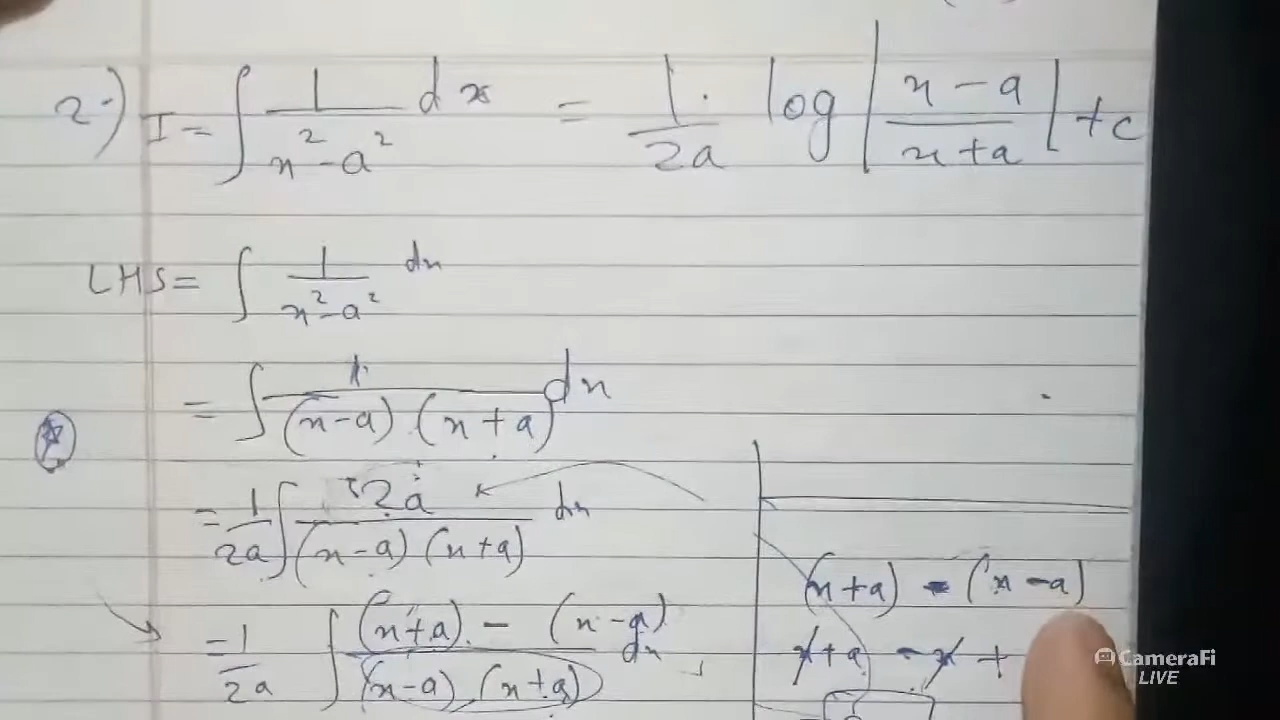 2.) I = ∫ 1/(x² - a²) dx = 1/2a . log |(x - a)/(x + a)| + c
LHS = ∫ 1/(x² - a²) dx
= ∫ 1/((x - a) (x + a)) dx
= 1/2a ∫ 2a/((x - a) (x + a)) dx
(x + a) - (x - a)
= 1/2a ∫ ((x + a) - (x - a))/((x - a) (x + a)) dx
x + a - x +
CameraFi
LIVE